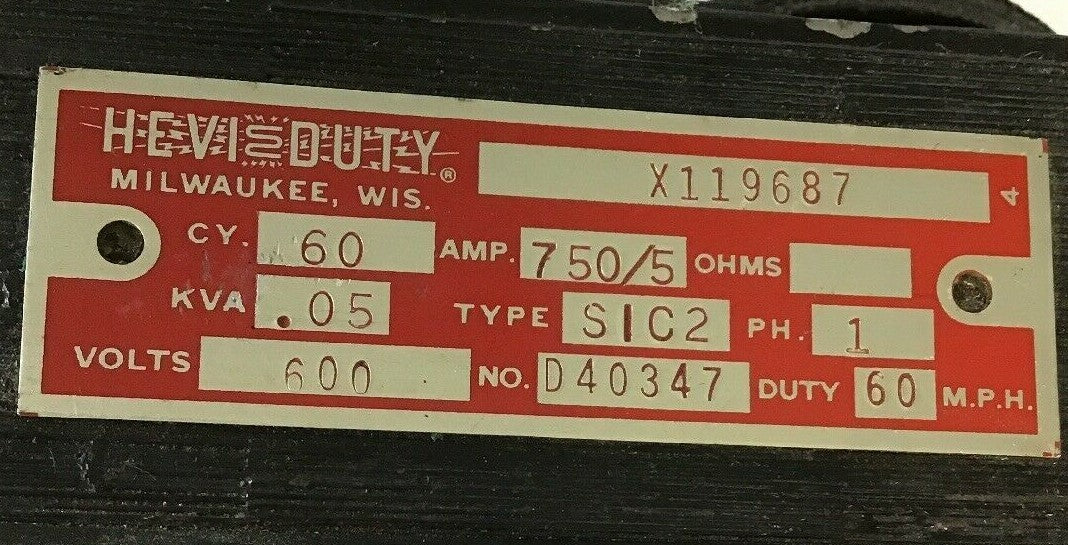 HEVI DUTY®
X119687
4
MILWAUKEE, WIS.
CY. 60 AMP. 750/5 OHMS
KVA .05 TYPE SIC2 PH. 1
VOLTS 600 NO. D40347 DUTY 60 M.P.H.